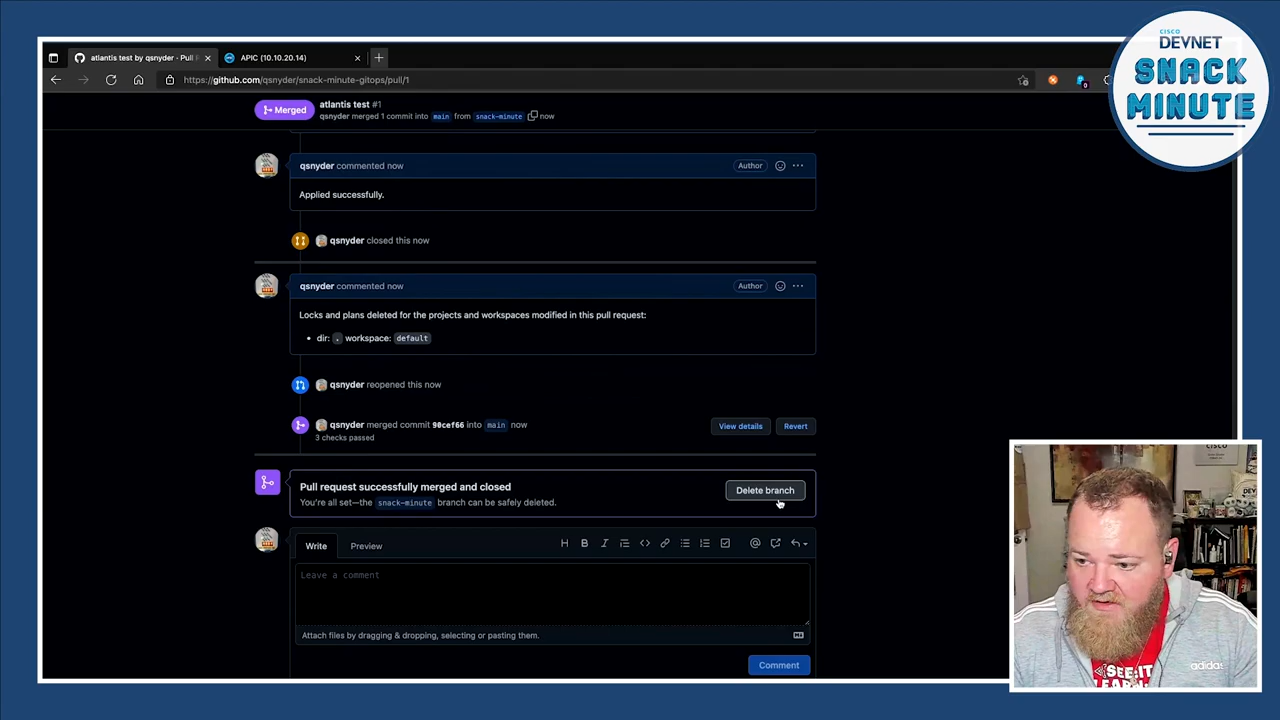 CISCO
DEVNET
SNACK
MINUTE
atlantis test by qsnyder · Pull R
APIC (10.10.20.14)
https://github.com/qsnyder/snack-minute-gitops/pull/1
Merged
atlantis test #1
qsnyder merged 1 commit into main from snack-minute now
qsnyder commented now
Author
Applied successfully.
qsnyder closed this now
qsnyder commented now
Author
Locks and plans deleted for the projects and workspaces modified in this pull request:
• dir: . workspace: default
qsnyder reopened this now
qsnyder merged commit 90cef66 into main now
3 checks passed
View details
Revert
Pull request successfully merged and closed
You're all set—the snack-minute branch can be safely deleted.
Delete branch
Write
Preview
Leave a comment
Attach files by dragging & dropping, selecting or pasting them.
Comment
CISCO
SEE IT
LEARN
adidas